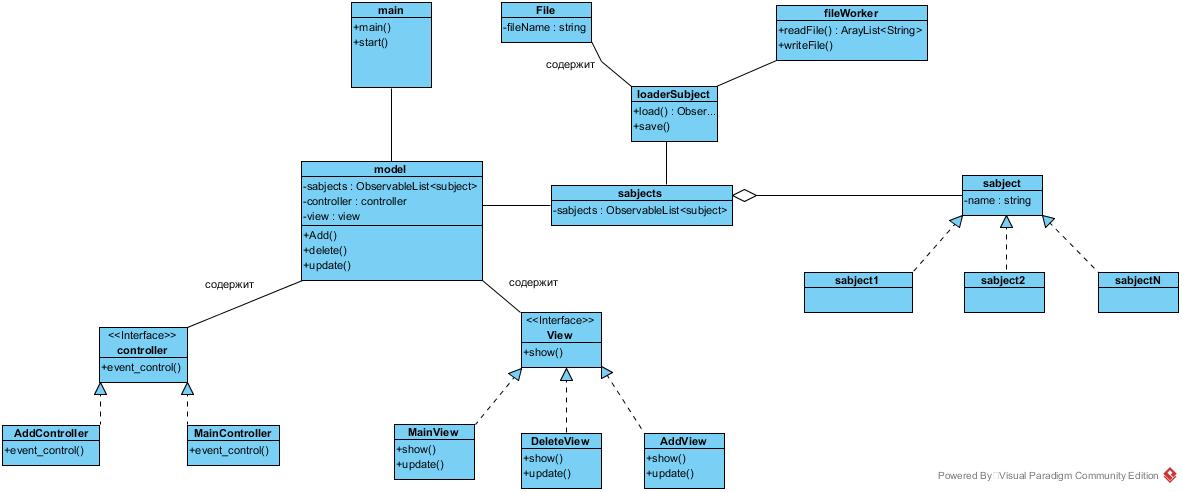 main
+main()
+start()
File
-fileName : string
fileWorker
+readFile() : ArayList<String>
+writeFile()
содержит
loaderSubject
+load() : Obser...
+save()
model
-sabjects : ObservableList<subject>
-controller : controller
-view : view
+Add()
+delete()
+update()
sabjects
-sabjects : ObservableList<subject>
sabject
-name : string
sabject1
sabject2
sabjectN
содержит
содержит
<<Interface>>
controller
+event_control()
<<Interface>>
View
+show()
AddController
+event_control()
MainController
+event_control()
MainView
+show()
+update()
DeleteView
+show()
+update()
AddView
+show()
+update()
Powered By Visual Paradigm Community Edition